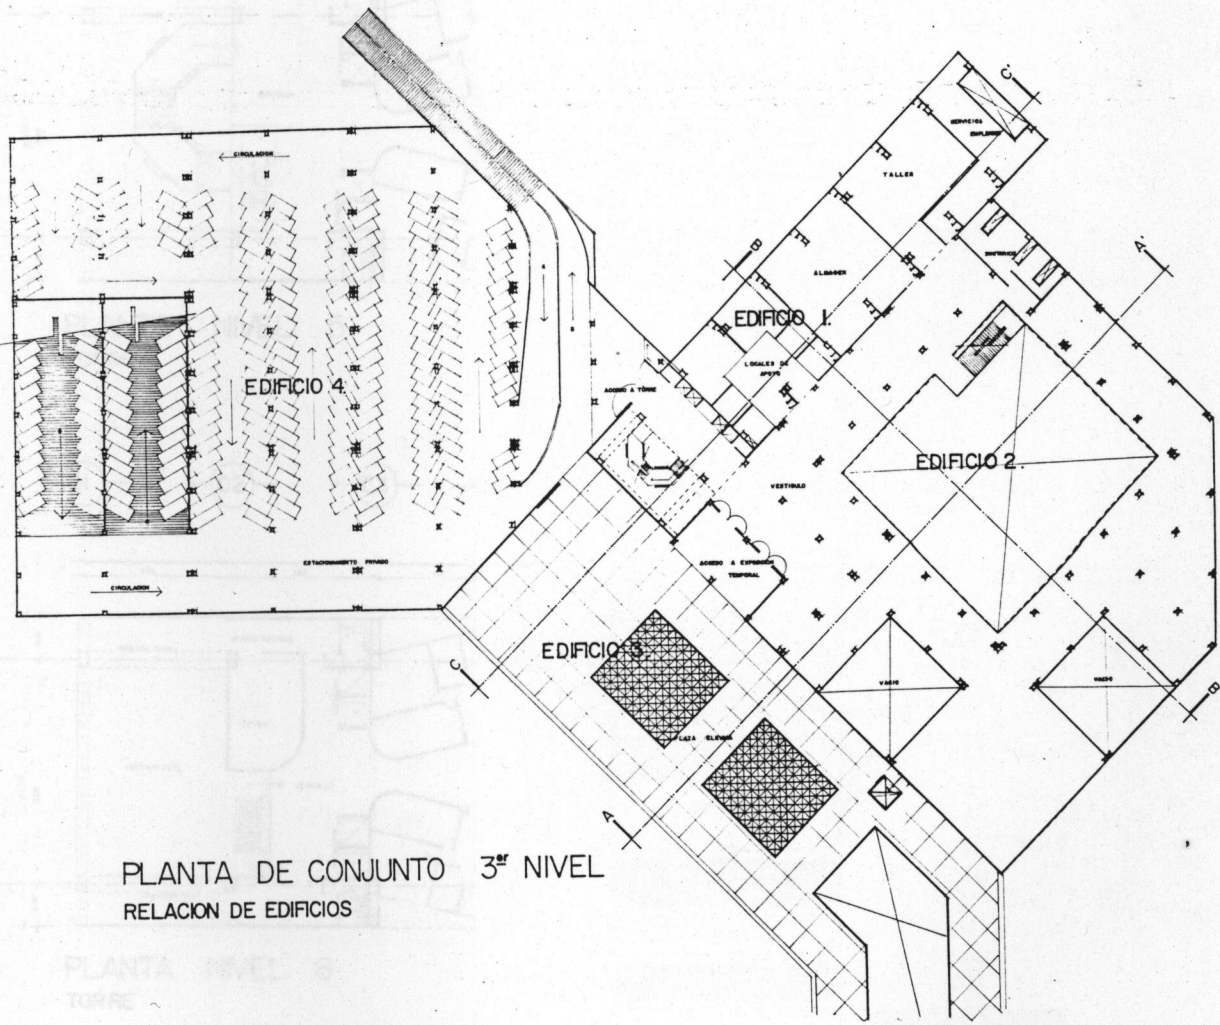 C'
SERVICIOS
EMPLEADOS
CIRCULACION
TALLER
A'
B
SANITARIOS
ALMACEN
EDIFICIO 1.
LOCALES DE
APOYO
EDIFICIO 4.
ACCESO A TORRE
EDIFICIO 2.
VESTIBULO
ESTACIONAMIENTO PRIVADO
ACCESO A EXPOSICION
TEMPORAL
CIRCULACION
EDIFICIO 3.
C
VACIO
VACIO
B
PLAZA ELEVADA
A
PLANTA DE CONJUNTO 3er NIVEL
RELACION DE EDIFICIOS
PLANTA NIVEL 6
TORRE